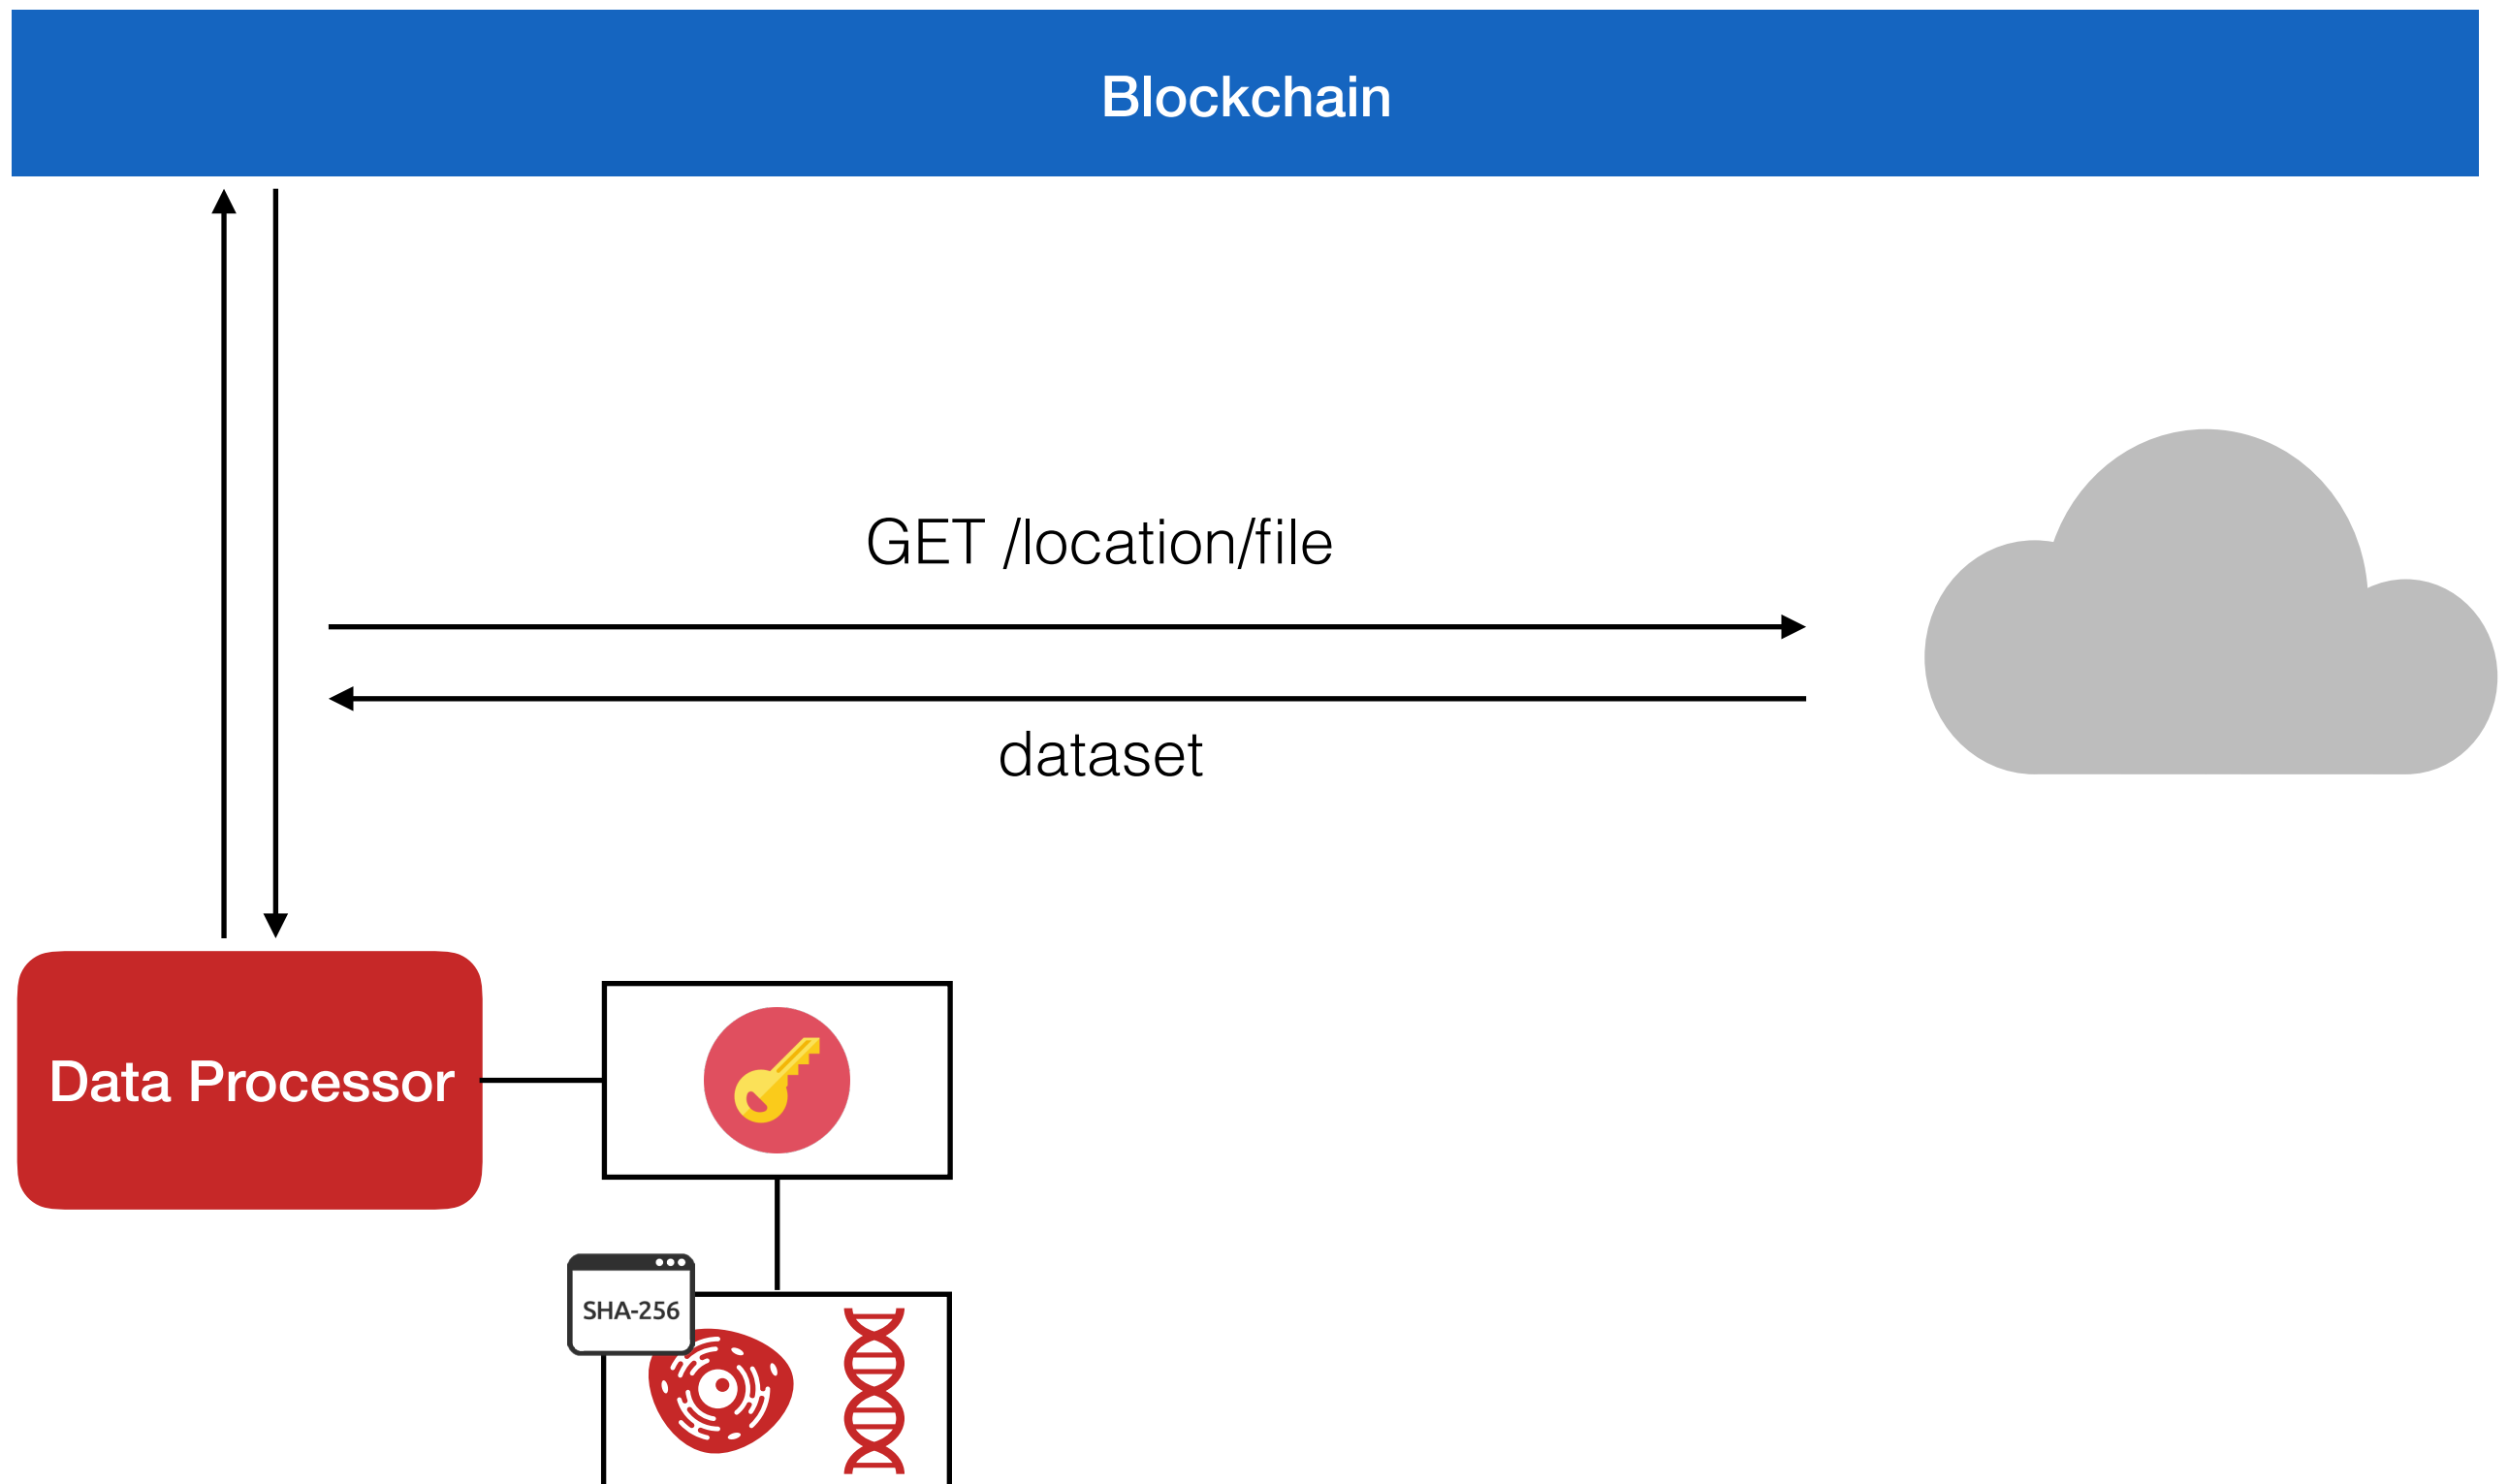 Blockchain
GET /location/file
dataset
Data Processor
SHA-256